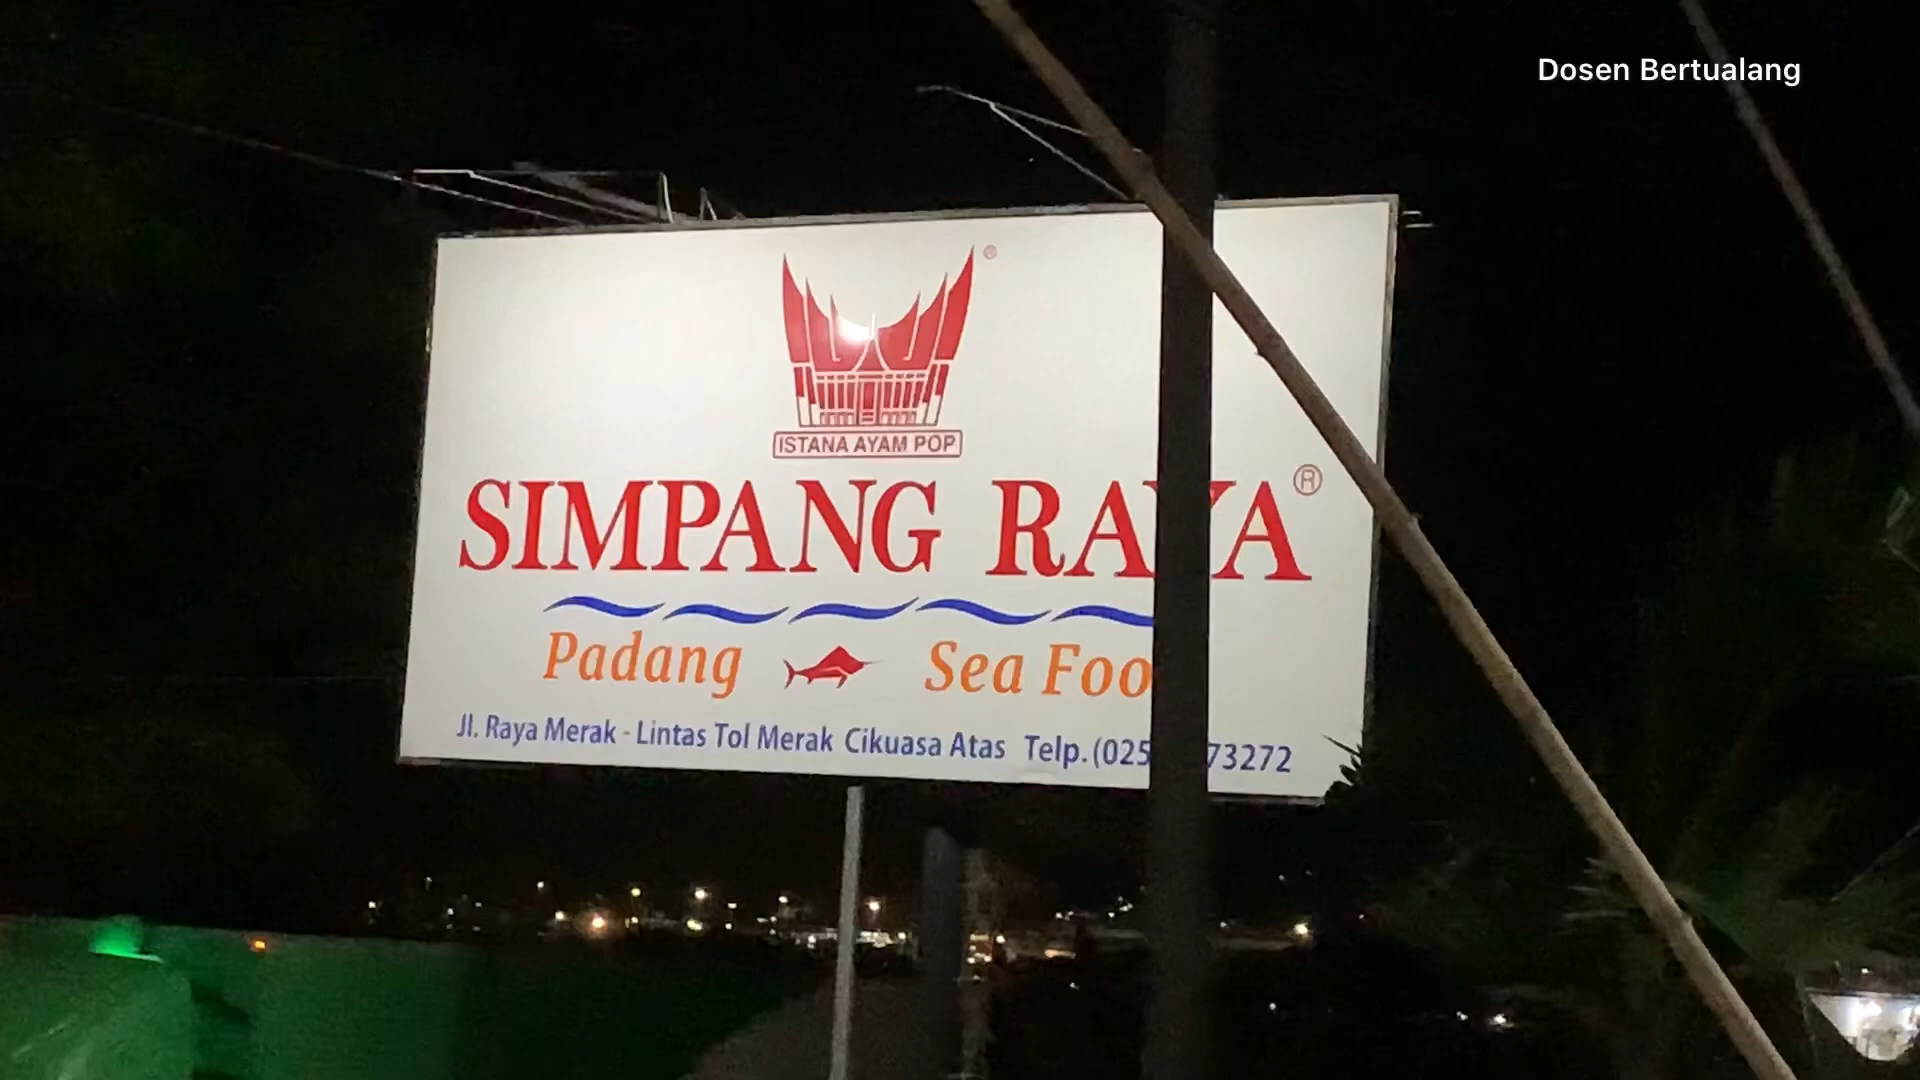 Dosen Bertualang
®
ISTANA AYAM POP
SIMPANG RAYA ®
Padang Sea Foo
Jl. Raya Merak - Lintas Tol Merak Cikuasa Atas Telp. (025 73272